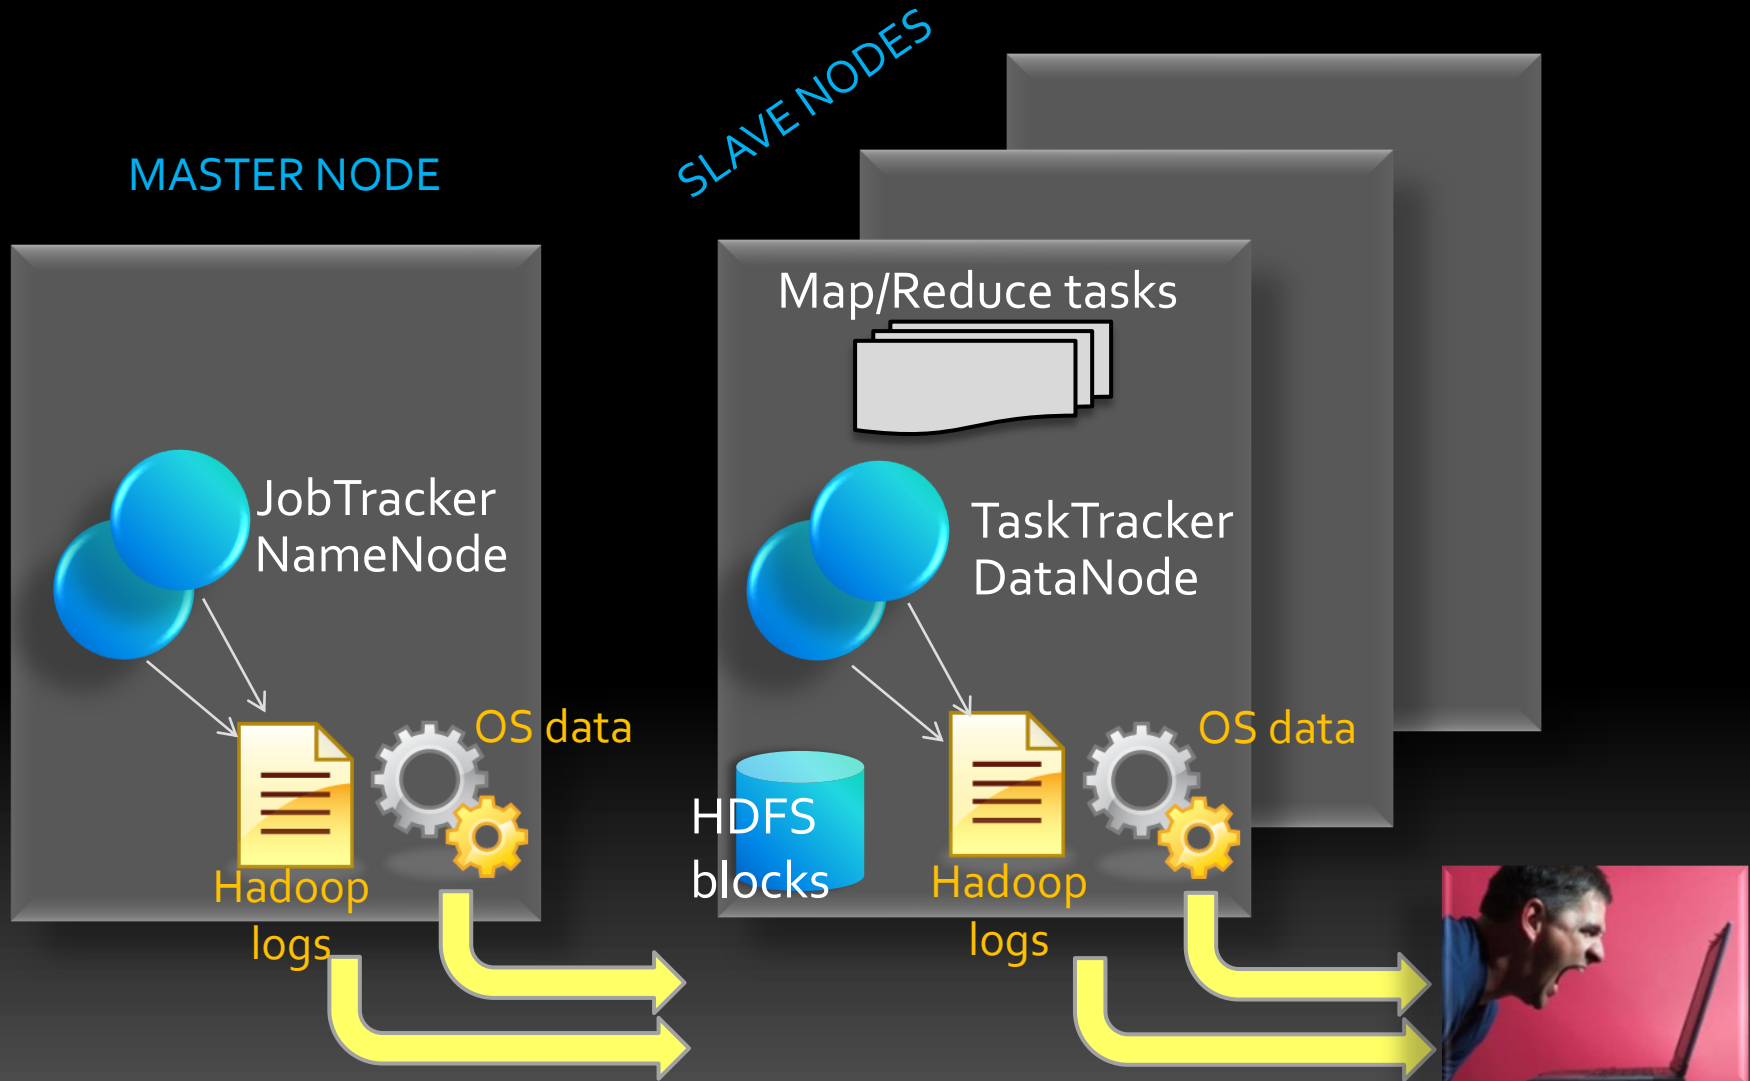 SLAVE NODES
MASTER NODE
Map/Reduce tasks
JobTracker
NameNode
TaskTracker
DataNode
OS data
OS data
HDFS
blocks
Hadoop
logs
Hadoop
logs